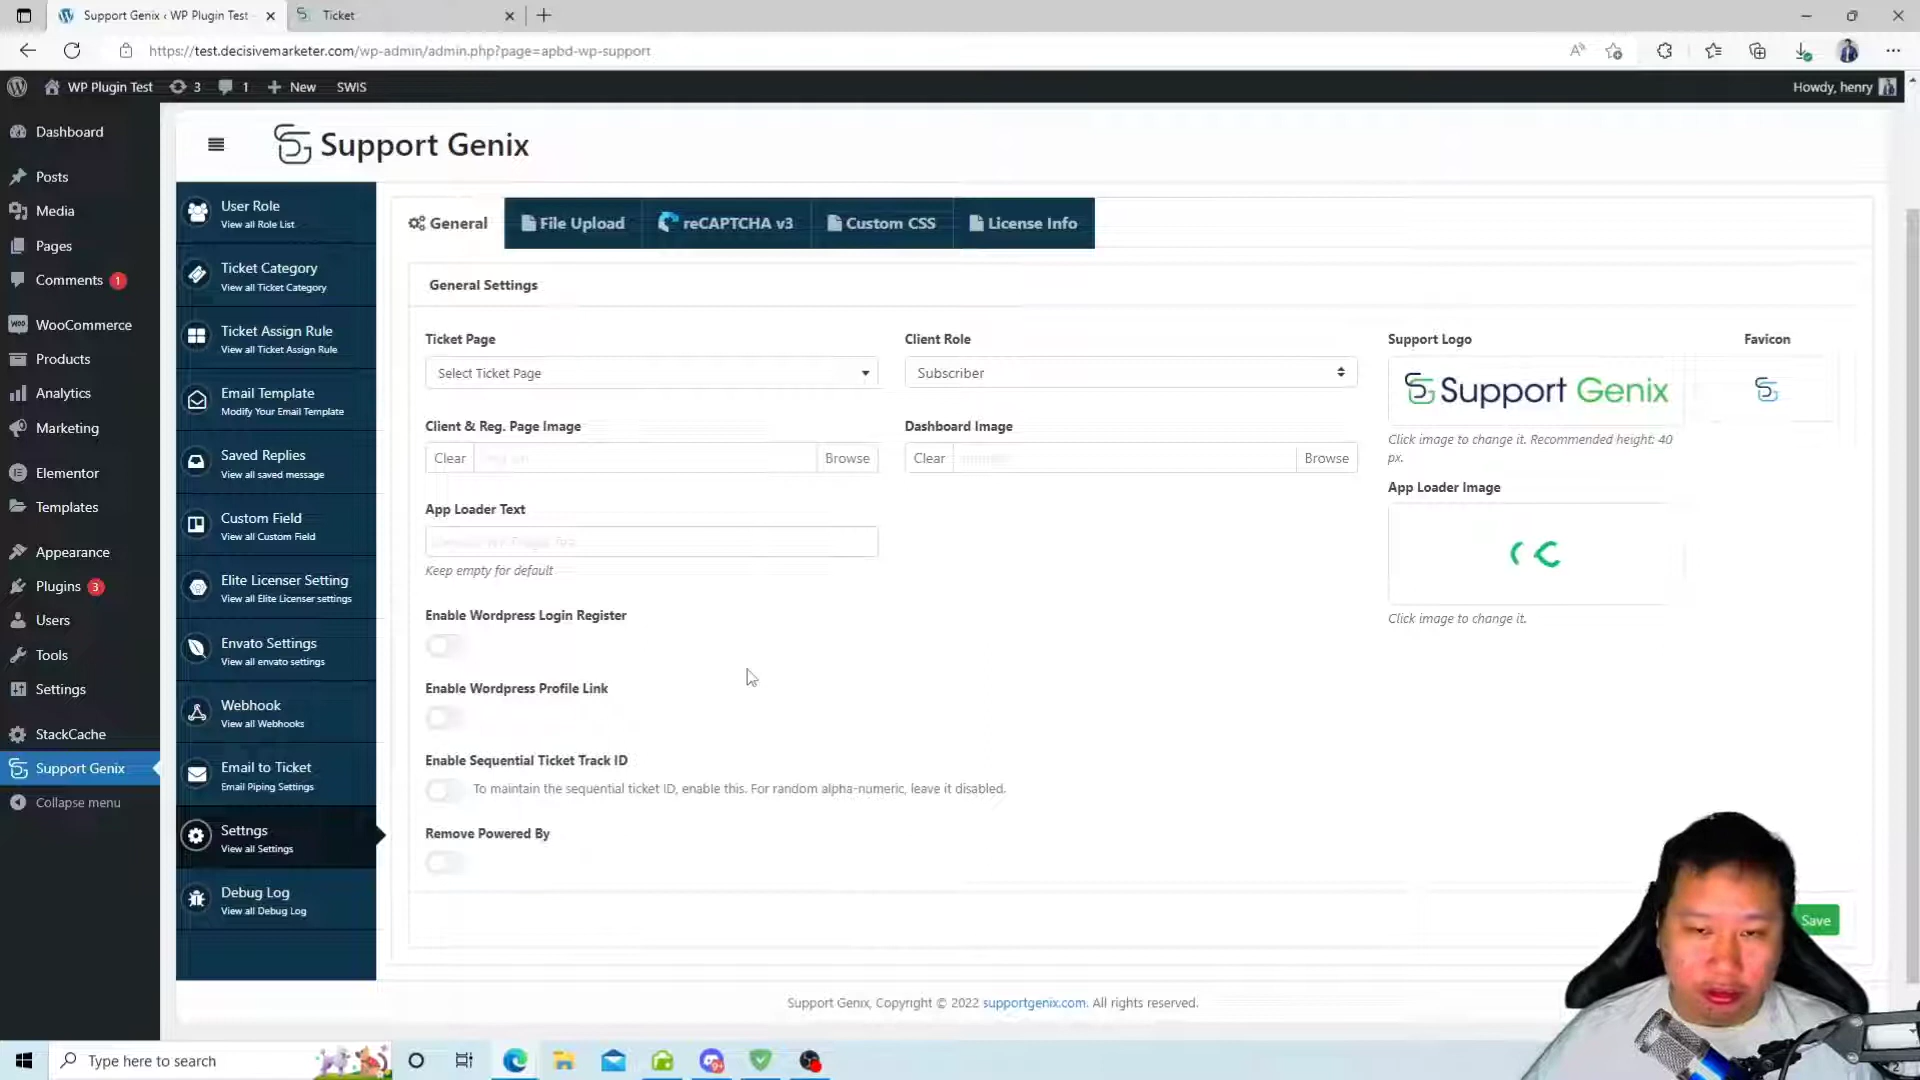 Support Genix ‹ WP Plugin Test
Ticket
https://test.decisivemarketer.com/wp-admin/admin.php?page=apbd-wp-support
WP Plugin Test
3
1
New
SWIS
Howdy, henry
Dashboard
Posts
Media
Pages
Comments 1
WooCommerce
Products
Analytics
Marketing
Elementor
Templates
Appearance
Plugins 3
Users
Tools
Settings
StackCache
Support Genix
Collapse menu
Support Genix
User Role
View all Role List
Ticket Category
View all Ticket Category
Ticket Assign Rule
View all Ticket Assign Rule
Email Template
Modify Your Email Template
Saved Replies
View all saved message
Custom Field
View all Custom Field
Elite Licenser Setting
View all Elite Licenser settings
Envato Settings
View all envato settings
Webhook
View all Webhooks
Email to Ticket
Email Piping Settings
Settngs
View all Settings
Debug Log
View all Debug Log
General
File Upload
reCAPTCHA v3
Custom CSS
License Info
General Settings
Ticket Page
Select Ticket Page
Client Role
Subscriber
Support Logo
Favicon
Support Genix
Click image to change it. Recommended height: 40
px.
Client & Reg. Page Image
Clear
Browse
Dashboard Image
Clear
Browse
App Loader Image
Click image to change it.
App Loader Text
Keep empty for default
Enable Wordpress Login Register
Enable Wordpress Profile Link
Enable Sequential Ticket Track ID
To maintain the sequential ticket ID, enable this. For random alpha-numeric, leave it disabled.
Remove Powered By
Save
Support Genix, Copyright © 2022 supportgenix.com. All rights reserved.
Type here to search